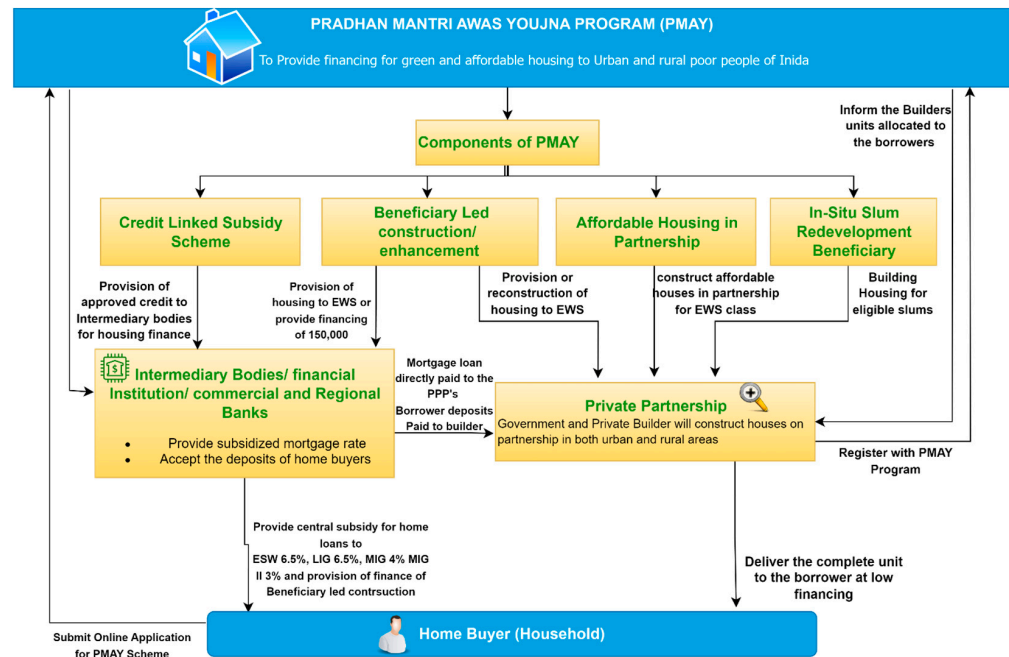 PRADHAN MANTRI AWAS YOUJNA PROGRAM (PMAY)
To Provide financing for green and affordable housing to Urban and rural poor people of Inida
Inform the Builders
units allocated to
the borrowers
Components of PMAY
Credit Linked Subsidy
Scheme
Beneficiary Led
construction/
enhancement
Affordable Housing in
Partnership
In-Situ Slum
Redevelopment
Beneficiary
Provision of
approved credit to
Intermediary bodies
for housing finance
Provision of
housing to EWS or
provide financing
of 150,000
Provision or
reconstruction of
housing to EWS
construct affordable
houses in partnership
for EWS class
Building
Housing for
eligible slums
Intermediary Bodies/ financial
Institution/ commercial and Regional
Banks
• Provide subsidized mortgage rate
• Accept the deposits of home buyers
Mortgage loan
directly paid to the
PPP's
Borrower deposits
Paid to builder
Private Partnership
Government and Private Builder will construct houses on
partnership in both urban and rural areas
Register with PMAY
Program
Provide central subsidy for home
loans to
ESW 6.5%, LIG 6.5%, MIG 4% MIG
II 3% and provision of finance of
Beneficiary led contrsuction
Deliver the complete unit
to the borrower at low
financing
Submit Online Application
for PMAY Scheme
Home Buyer (Household)